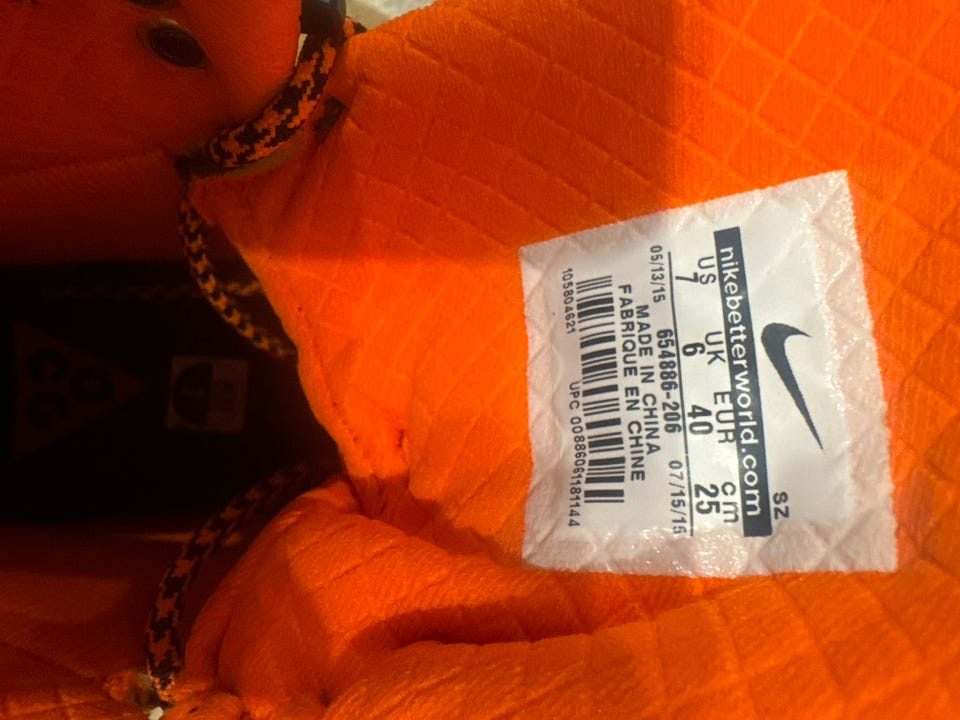 SZ
nikebetterworld.com
US UK EUR cm
7 6 40 25
05/13/15 654886-206 07/15/15
MADE IN CHINA
FABRIQUE EN CHINE
105804621 UPC 00886061181144
ACG